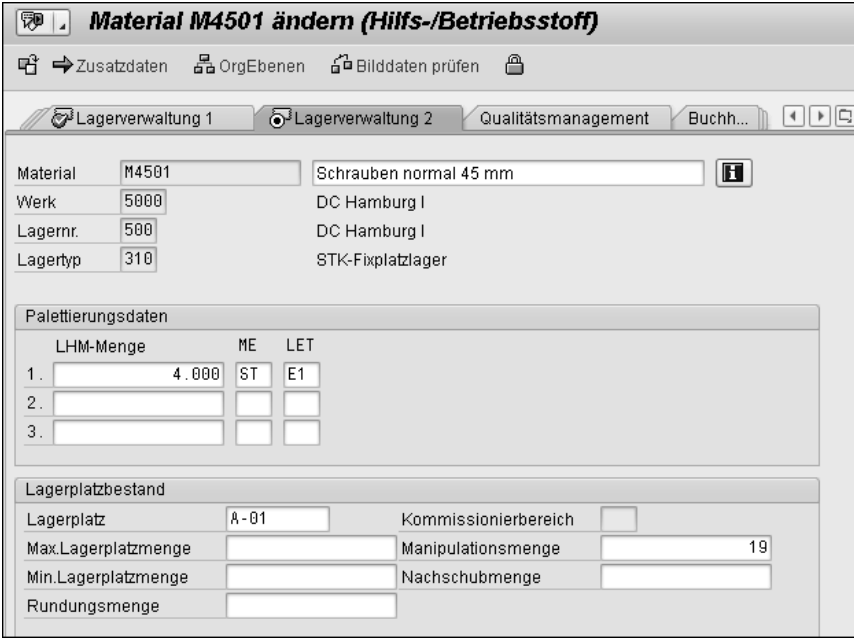 Material M4501 ändern (Hilfs-/Betriebsstoff)
Zusatzdaten OrgEbenen Bilddaten prüfen
Lagerverwaltung 1 Lagerverwaltung 2 Qualitätsmanagement Buchh...
Material M4501 Schrauben normal 45 mm
Werk 5000 DC Hamburg I
Lagernr. 500 DC Hamburg I
Lagertyp 310 STK-Fixplatzlager
Palettierungsdaten
LHM-Menge ME LET
1. 4.000 ST E1
2.
3.
Lagerplatzbestand
Lagerplatz A-01 Kommissionierbereich
Max.Lagerplatzmenge Manipulationsmenge 19
Min.Lagerplatzmenge Nachschubmenge
Rundungsmenge